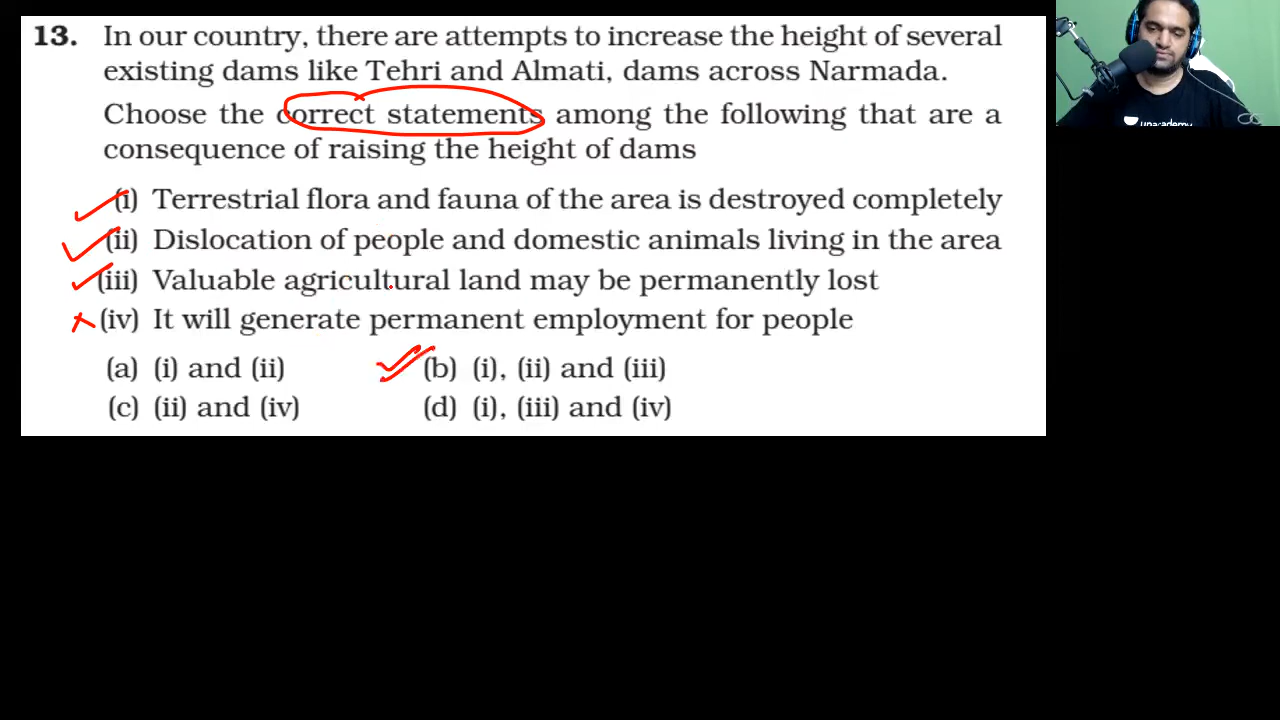 13. In our country, there are attempts to increase the height of several
existing dams like Tehri and Almati, dams across Narmada.
Choose the correct statements among the following that are a
consequence of raising the height of dams
(i) Terrestrial flora and fauna of the area is destroyed completely
(ii) Dislocation of people and domestic animals living in the area
(iii) Valuable agricultural land may be permanently lost
(iv) It will generate permanent employment for people
(a) (i) and (ii) (b) (i), (ii) and (iii)
(c) (ii) and (iv) (d) (i), (iii) and (iv)
unacademy